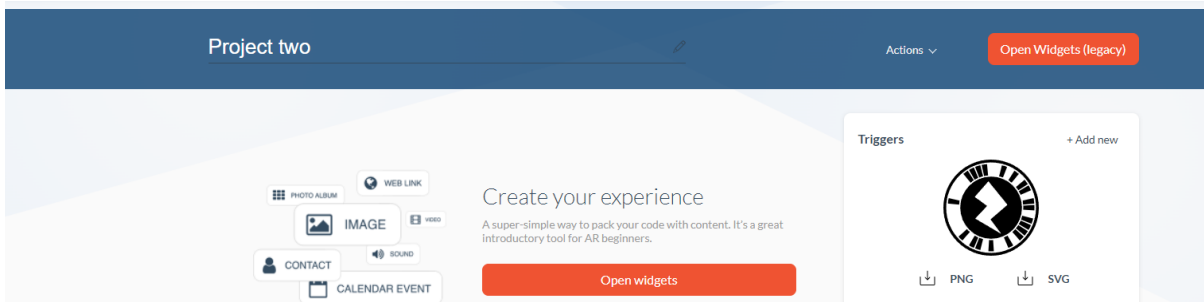 Project two
Actions
Open Widgets (legacy)
Triggers
+ Add new
WEB LINK
PHOTO ALBUM
IMAGE
VIDEO
SOUND
CONTACT
CALENDAR EVENT
Create your experience
A super-simple way to pack your code with content. It's a great
introductory tool for AR beginners.
Open widgets
PNG
SVG